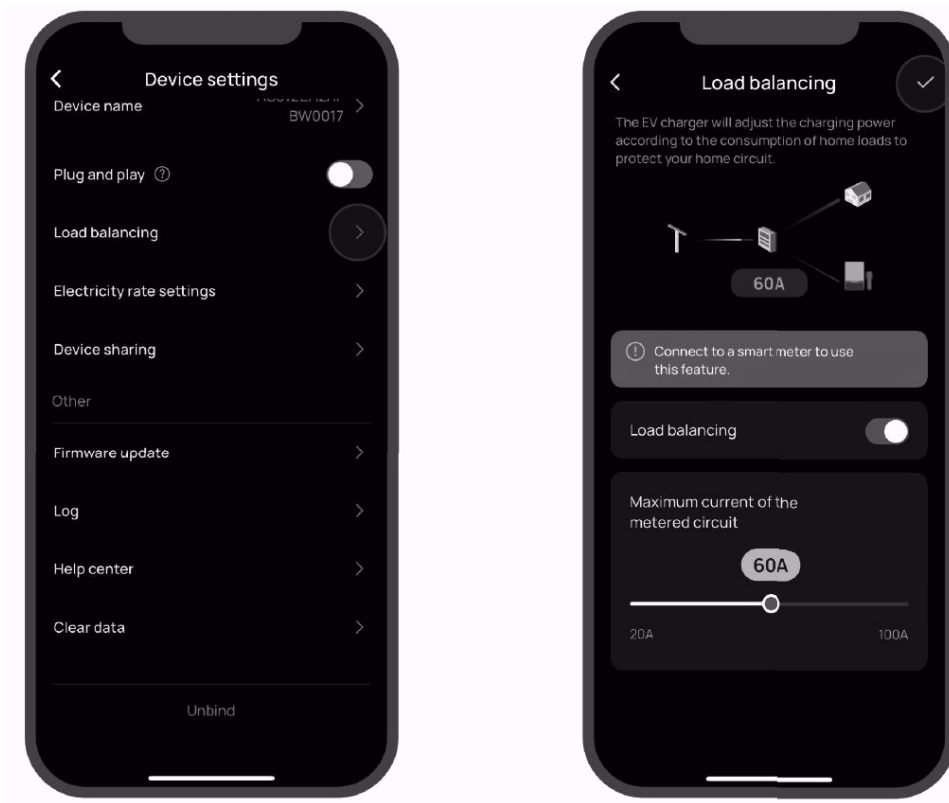 Device settings
Device name
BW0017
Plug and play
Load balancing
Electricity rate settings
Device sharing
Other
Firmware update
Log
Help center
Clear data
Unbind
Load balancing
The EV charger will adjust the charging power
according to the consumption of home loads to
protect your home circuit.
60A
Connect to a smart meter to use
this feature.
Load balancing
Maximum current of the
metered circuit
60A
20A
100A